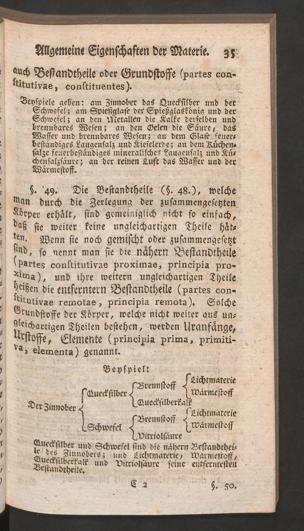 Allgemeine Eigenschaften der Materie. 35
auch Bestandtheile oder Grundstoffe (partes con-
stitutivae, constituentes).
Beyspiele geben: am Zinnober das Quecksilber und der
Schwefel; am Spießglase der Spießglaskönig und der
Schwefel; an den Metallen die Kalke derselben und
brennbares Wesen; an den Oelen die Säure, das
Wasser und brennbares Wesen; an dem Glase feuer-
beständiges Laugensalz und Kieselerde; an dem Küchen-
salze feuerbeständiges mineralisches Laugensalz und Kü-
chensalzsäure; an der reinen Luft das Wasser und der
Wärmestoff.
§. 49. Die Bestandtheile (§. 48.), welche
man durch die Zerlegung der zusammengesetzten
Körper erhält, sind gemeiniglich nicht so einfach,
daß sie weiter keine ungleichartigen Theile hät-
ten. Wenn sie noch gemischt oder zusammengesetzt
sind, so nennt man sie die nähern Bestandtheile
(partes constitutivae proximae, principia pro-
xima), und ihre weitern ungleichartigen Theile
heißen die entferntern Bestandtheile (partes con-
stitutivae remotae, principia remota). Solche
Grundstoffe der Körper, welche nicht weiter aus un-
gleichartigen Theilen bestehen, werden Uranfänge,
Urstoffe, Elemente (principia prima, primiti-
va, elementa) genannt.
Beyspiel:
Der Zinnober
Quecksilber
Brennstoff
Lichtmaterie
Wärmestoff
Quecksilberkalk
Schwefel
Brennstoff
Lichtmaterie
Wärmestoff
Vitriolsäure
Quecksilber und Schwefel sind die nähern Bestandthei-
le des Zinnobers; und Lichtmaterie, Wärmestoff,
Quecksilberkalk und Vitriolsäure seine entferntesten
Bestandtheile.
C 2 §. 50.